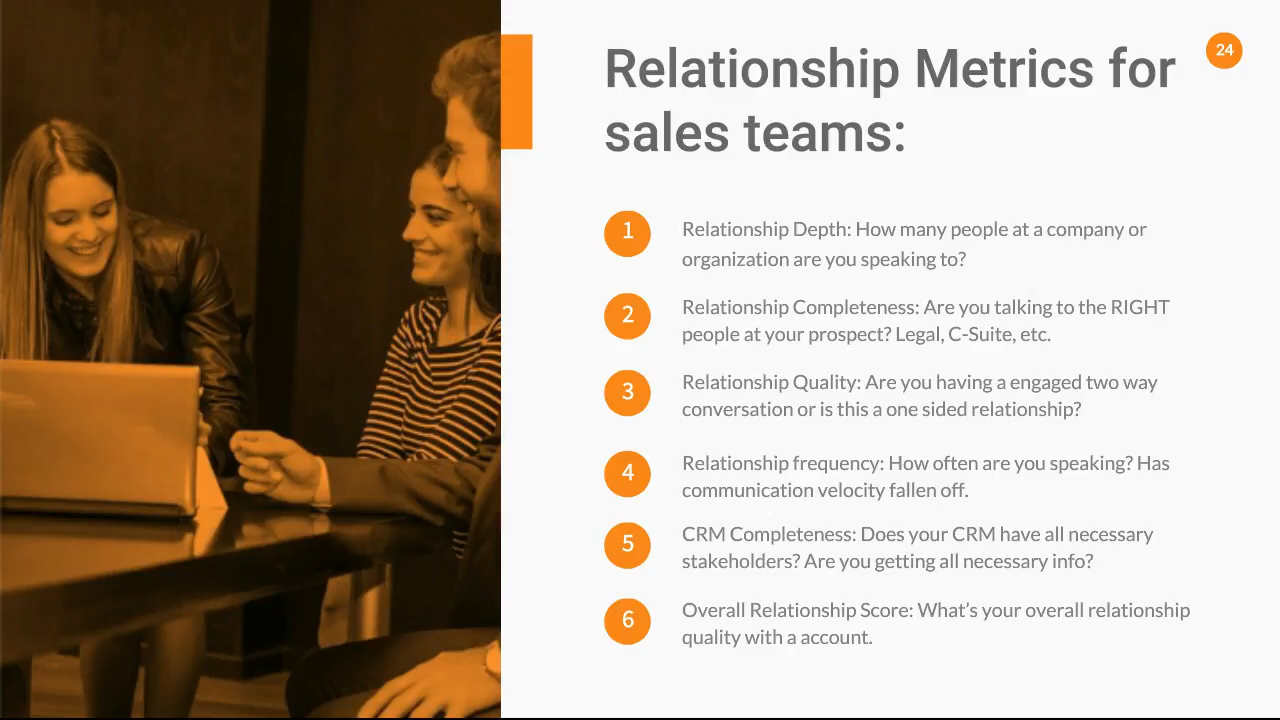 Relationship Metrics for
sales teams:
24
1
Relationship Depth: How many people at a company or
organization are you speaking to?
2
Relationship Completeness: Are you talking to the RIGHT
people at your prospect? Legal, C-Suite, etc.
3
Relationship Quality: Are you having a engaged two way
conversation or is this a one sided relationship?
4
Relationship frequency: How often are you speaking? Has
communication velocity fallen off.
5
CRM Completeness: Does your CRM have all necessary
stakeholders? Are you getting all necessary info?
6
Overall Relationship Score: What’s your overall relationship
quality with a account.